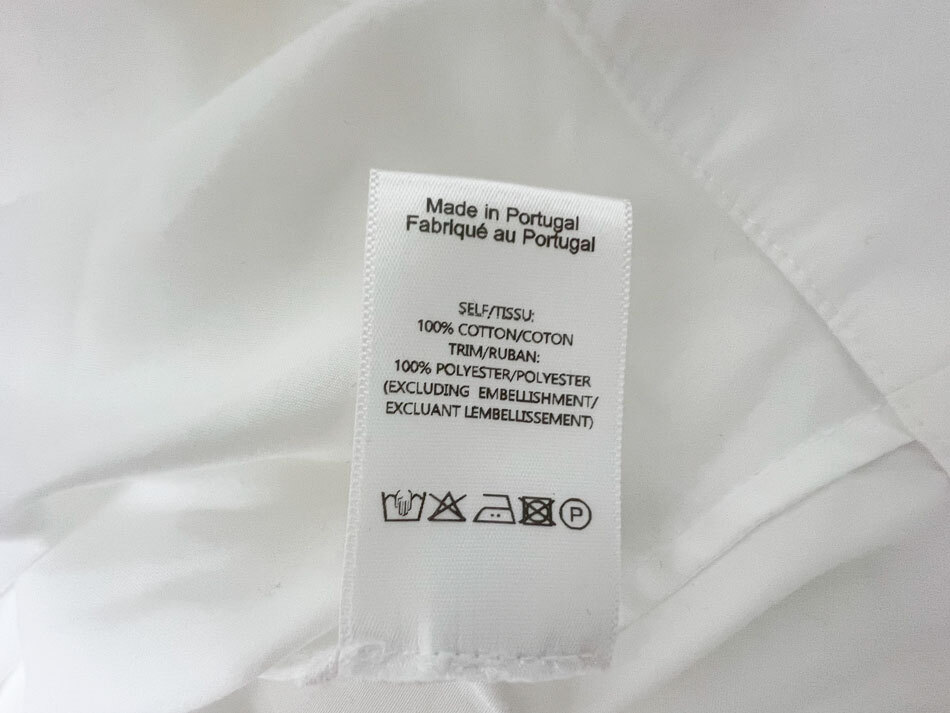 Made in Portugal
Fabriqué au Portugal
SELF/TISSU:
100% COTTON/COTON
TRIM/RUBAN:
100% POLYESTER/POLYESTER
(EXCLUDING EMBELLISHMENT/
EXCLUANT LEMBELLISSEMENT)
P